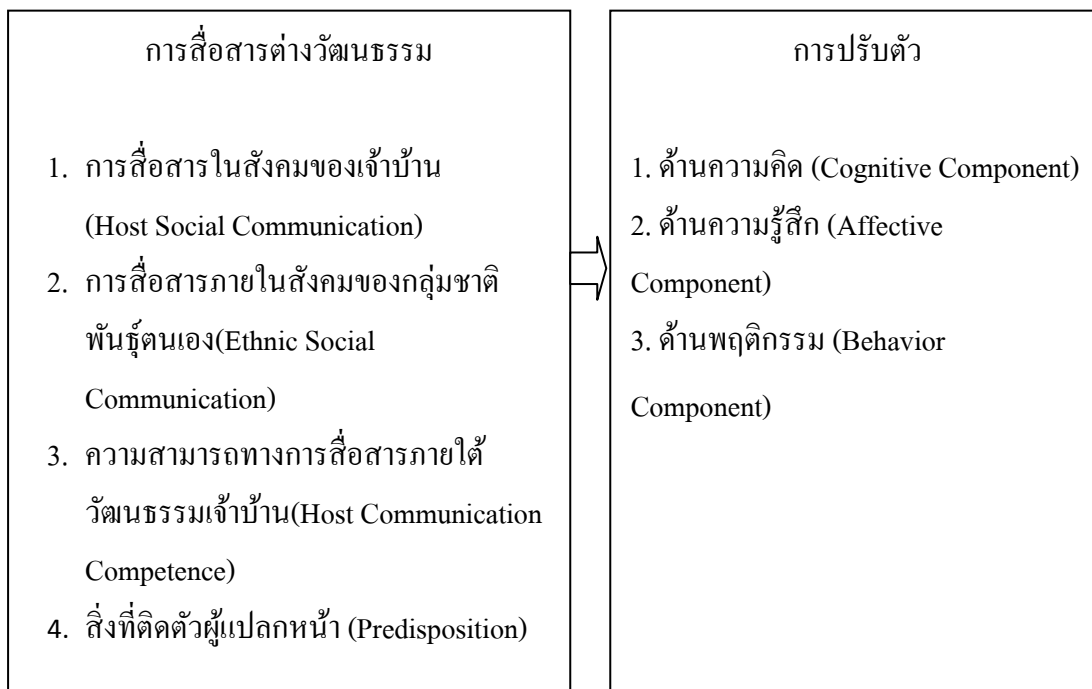 การสื่อสารต่างวัฒนธรรม
1. การสื่อสารในสังคมของเจ้าบ้าน
(Host Social Communication)
2. การสื่อสารภายในสังคมของกลุ่มชาติ
พันธุ์ตนเอง(Ethnic Social
Communication)
3. ความสามารถทางการสื่อสารภายใต้
วัฒนธรรมเจ้าบ้าน(Host Communication
Competence)
4. สิ่งที่ติดตัวผู้แปลกหน้า (Predisposition)
การปรับตัว
1. ด้านความคิด (Cognitive Component)
2. ด้านความรู้สึก (Affective
Component)
3. ด้านพฤติกรรม (Behavior
Component)